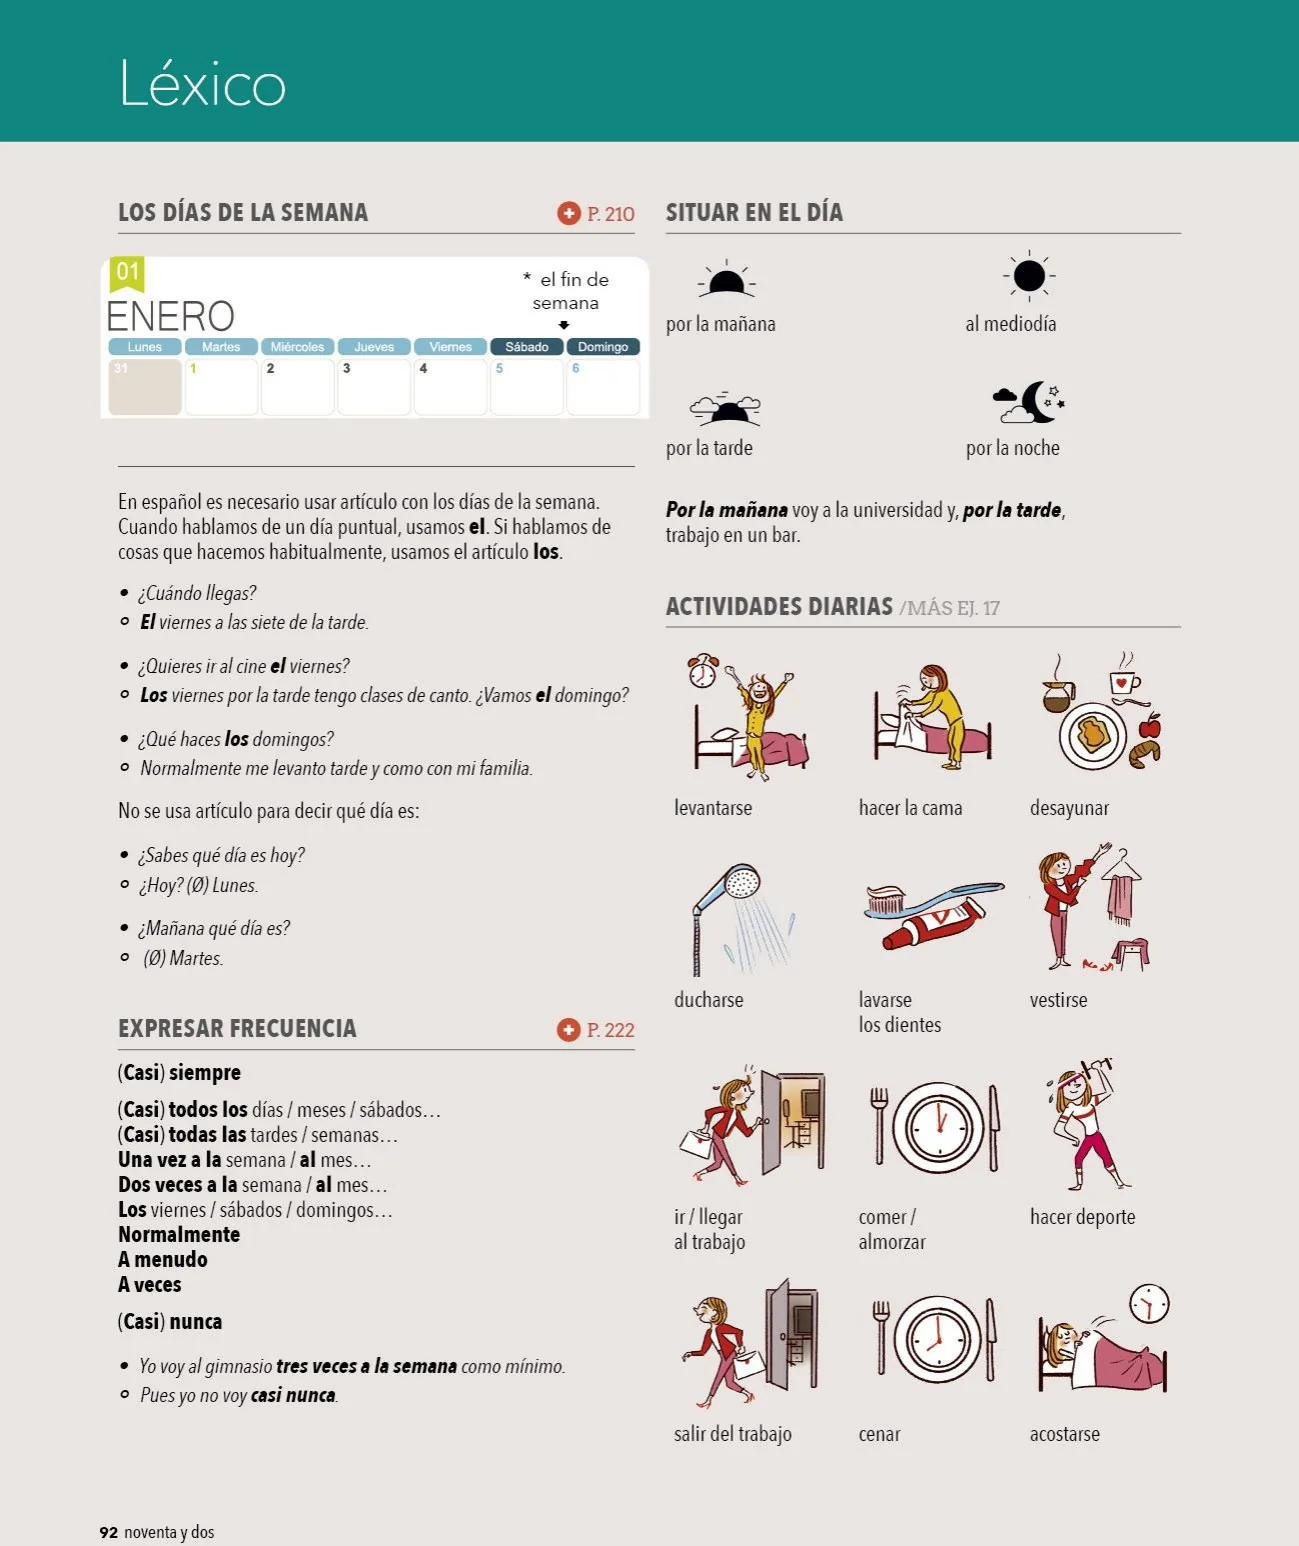 Léxico
LOS DÍAS DE LA SEMANA
+ P. 210
01
ENERO
* el fin de
semana
Lunes Martes Miércoles Jueves Viernes Sábado Domingo
31 1 2 3 4 5 6
En español es necesario usar artículo con los días de la semana.
Cuando hablamos de un día puntual, usamos el. Si hablamos de
cosas que hacemos habitualmente, usamos el artículo los.
• ¿Cuándo llegas?
○ El viernes a las siete de la tarde.
• ¿Quieres ir al cine el viernes?
○ Los viernes por la tarde tengo clases de canto. ¿Vamos el domingo?
• ¿Qué haces los domingos?
○ Normalmente me levanto tarde y como con mi familia.
No se usa artículo para decir qué día es:
• ¿Sabes qué día es hoy?
○ ¿Hoy? (Ø) Lunes.
• ¿Mañana qué día es?
○ (Ø) Martes.
EXPRESAR FRECUENCIA
+ P. 222
(Casi) siempre
(Casi) todos los días / meses / sábados…
(Casi) todas las tardes / semanas…
Una vez a la semana / al mes…
Dos veces a la semana / al mes…
Los viernes / sábados / domingos…
Normalmente
A menudo
A veces
(Casi) nunca
• Yo voy al gimnasio tres veces a la semana como mínimo.
○ Pues yo no voy casi nunca.
SITUAR EN EL DÍA
por la mañana
al mediodía
por la tarde
por la noche
Por la mañana voy a la universidad y, por la tarde,
trabajo en un bar.
ACTIVIDADES DIARIAS /MÁS EJ. 17
levantarse
hacer la cama
desayunar
ducharse
lavarse
los dientes
vestirse
ir / llegar
al trabajo
comer /
almorzar
hacer deporte
salir del trabajo
cenar
acostarse
92 noventa y dos